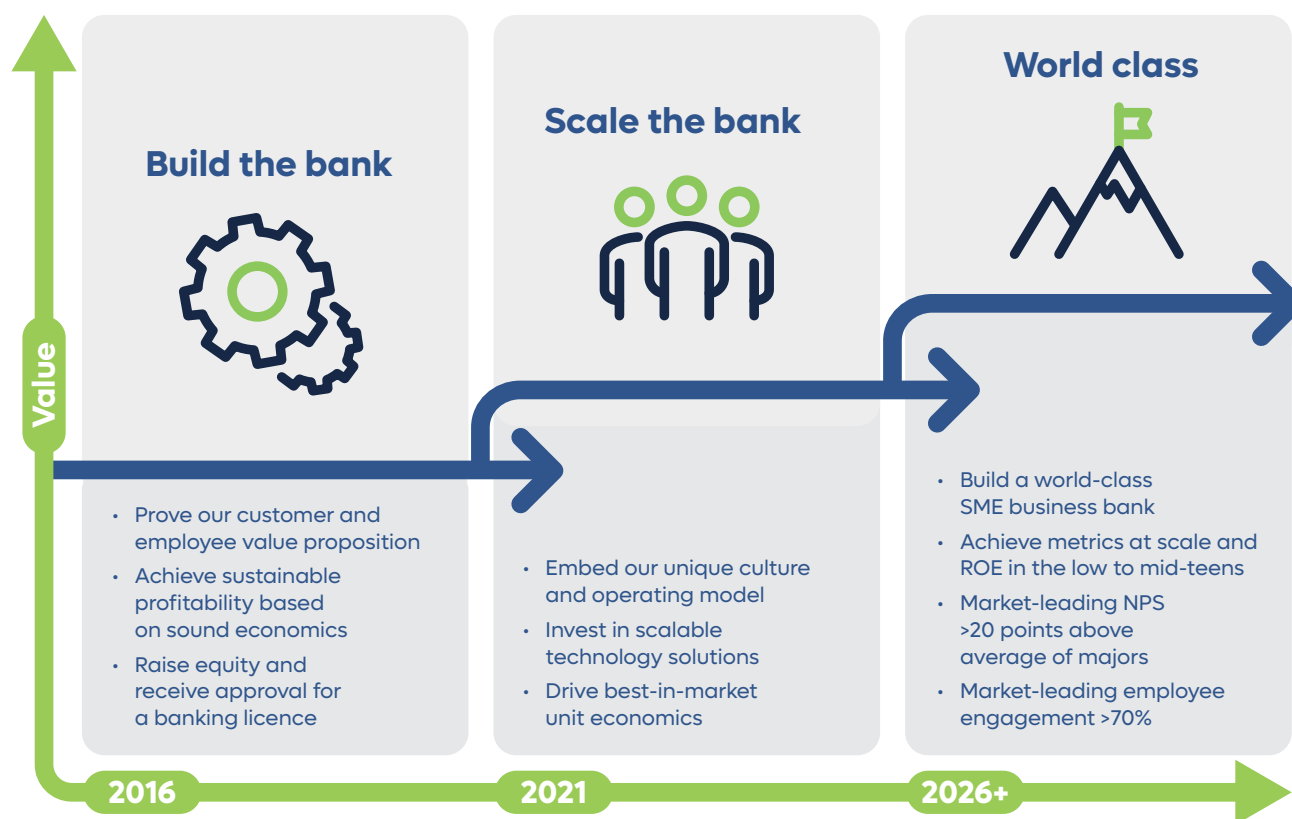 Value
Build the bank
• Prove our customer and
employee value proposition
• Achieve sustainable
profitability based
on sound economics
• Raise equity and
receive approval for
a banking licence
2016
Scale the bank
• Embed our unique culture
and operating model
• Invest in scalable
technology solutions
• Drive best-in-market
unit economics
2021
World class
• Build a world-class
SME business bank
• Achieve metrics at scale and
ROE in the low to mid-teens
• Market-leading NPS
>20 points above
average of majors
• Market-leading employee
engagement >70%
2026+